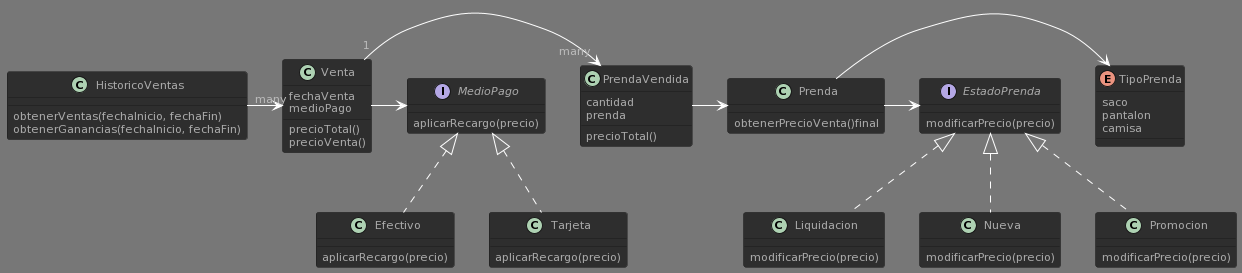 C HistoricoVentas
obtenerVentas(fechaInicio, fechaFin)
obtenerGanancias(fechaInicio, fechaFin)
many
C Venta
fechaVenta
medioPago
precioTotal()
precioVenta()
1
many
I MedioPago
aplicarRecargo(precio)
C PrendaVendida
cantidad
prenda
precioTotal()
C Prenda
obtenerPrecioVenta()final
I EstadoPrenda
modificarPrecio(precio)
E TipoPrenda
saco
pantalon
camisa
C Efectivo
aplicarRecargo(precio)
C Tarjeta
aplicarRecargo(precio)
C Liquidacion
modificarPrecio(precio)
C Nueva
modificarPrecio(precio)
C Promocion
modificarPrecio(precio)